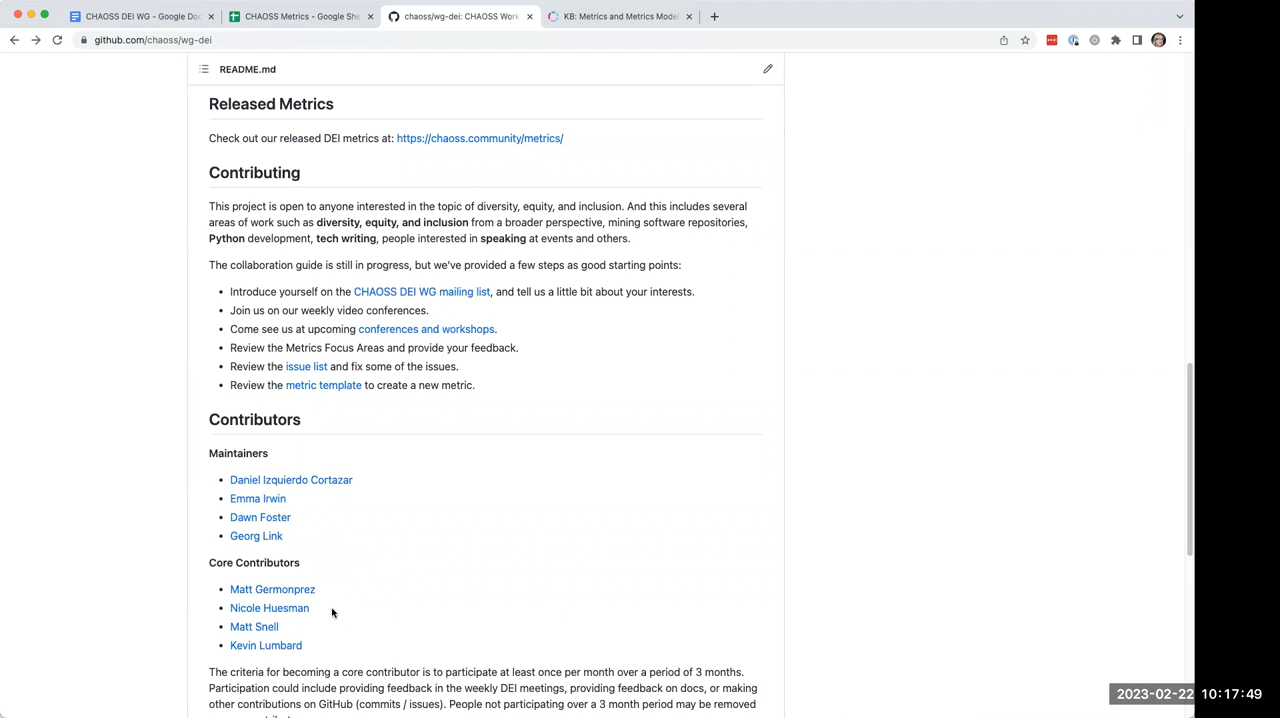 CHAOSS DEI WG - Google Doc
CHAOSS Metrics - Google She
chaoss/wg-dei: CHAOSS Work
KB: Metrics and Metrics Model
github.com/chaoss/wg-dei
README.md
Released Metrics
Check out our released DEI metrics at: https://chaoss.community/metrics/
Contributing
This project is open to anyone interested in the topic of diversity, equity, and inclusion. And this includes several
areas of work such as diversity, equity, and inclusion from a broader perspective, mining software repositories,
Python development, tech writing, people interested in speaking at events and others.
The collaboration guide is still in progress, but we've provided a few steps as good starting points:
• Introduce yourself on the CHAOSS DEI WG mailing list, and tell us a little bit about your interests.
• Join us on our weekly video conferences.
• Come see us at upcoming conferences and workshops.
• Review the Metrics Focus Areas and provide your feedback.
• Review the issue list and fix some of the issues.
• Review the metric template to create a new metric.
Contributors
Maintainers
• Daniel Izquierdo Cortazar
• Emma Irwin
• Dawn Foster
• Georg Link
Core Contributors
• Matt Germonprez
• Nicole Huesman
• Matt Snell
• Kevin Lumbard
The criteria for becoming a core contributor is to participate at least once per month over a period of 3 months.
Participation could include providing feedback in the weekly DEI meetings, providing feedback on docs, or making
other contributions on GitHub (commits / issues). People not participating over a 3 month period may be removed
2023-02-22 10:17:49